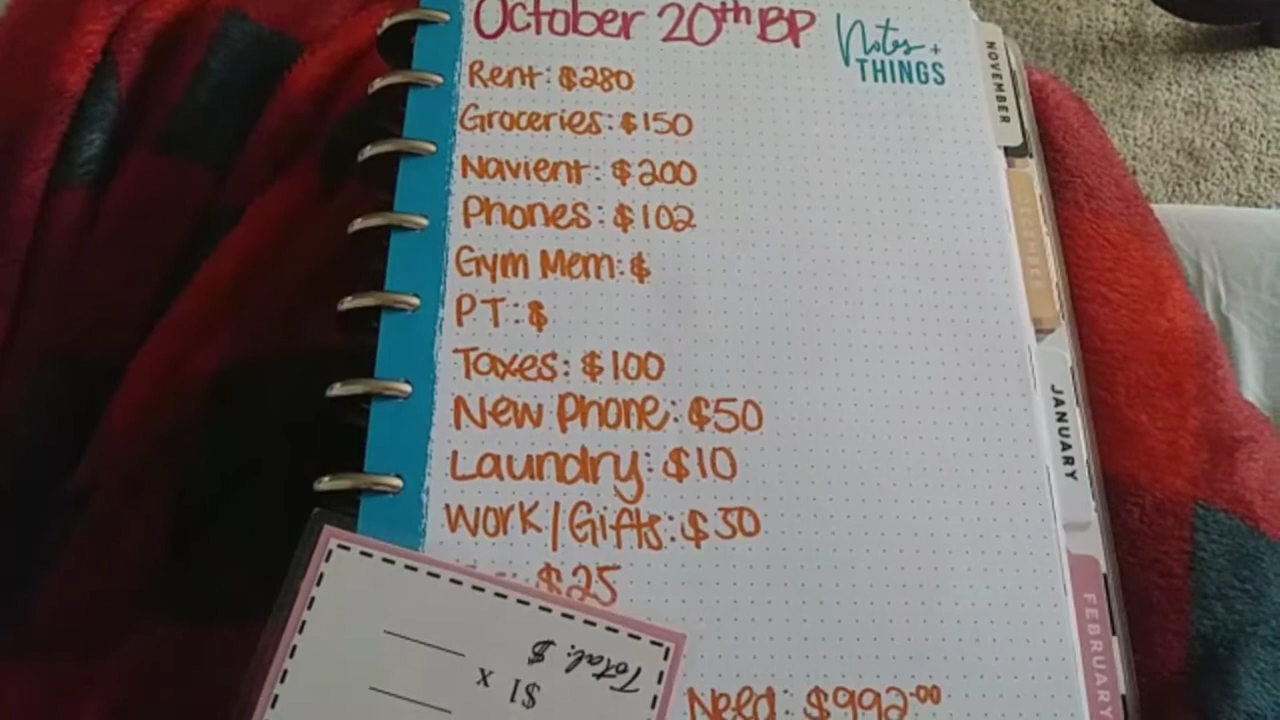 October 20th BP
Notes +
THINGS
Rent: $280
Groceries: $150
Navient: $200
Phones: $102
Gym Mem: $
PT: $
Taxes: $100
New Phone: $50
Laundry: $10
Work/Gifts: $30
$25
Need: $992.00
Total: $
$1 x
NOVEMBER
DECEMBER
JANUARY
FEBRUARY